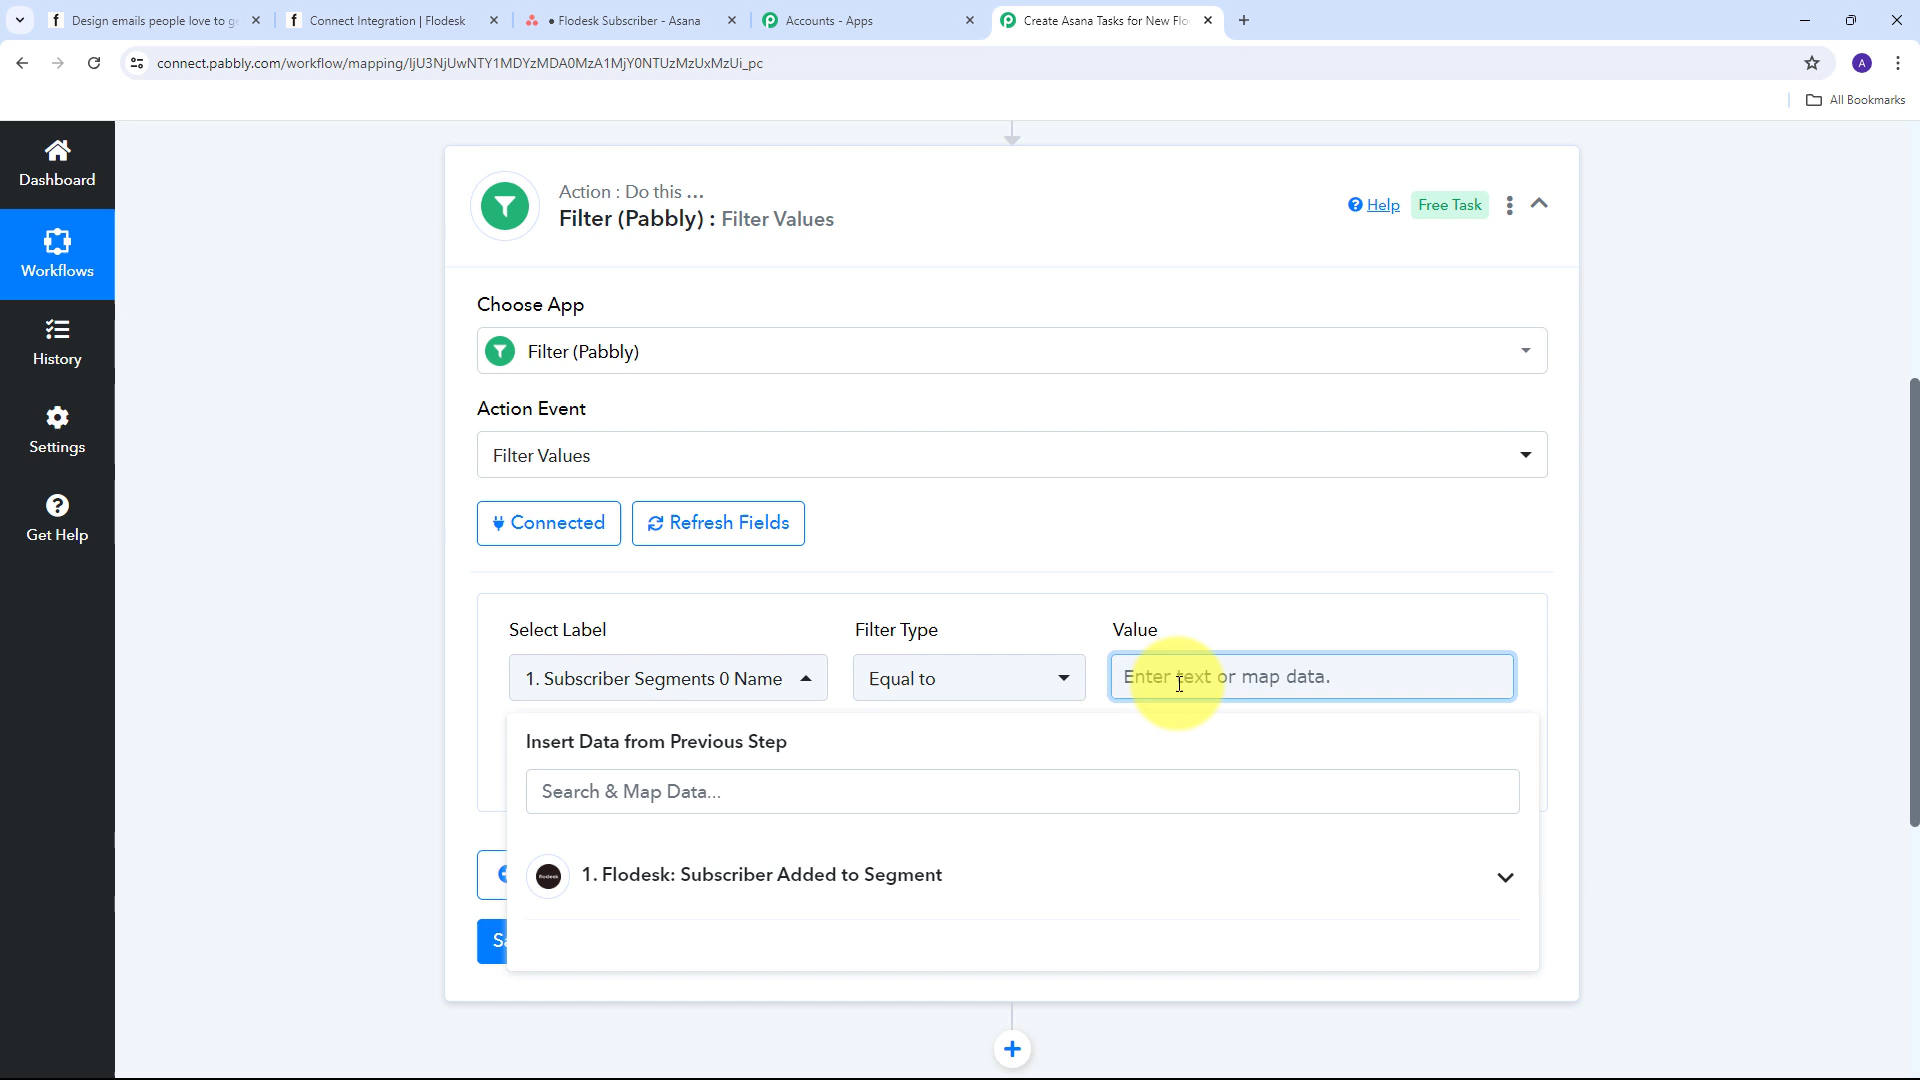 Design emails people love to ge
Connect Integration | Flodesk
• Flodesk Subscriber - Asana
Accounts - Apps
Create Asana Tasks for New Flo
connect.pabbly.com/workflow/mapping/IjU3NjUwNTY1MDYzMDA0MzA1MjY0NTUzMzUxMzUi_pc
A
All Bookmarks
Dashboard
Workflows
History
Settings
Get Help
Action : Do this ...
Filter (Pabbly) : Filter Values
Help
Free Task
Choose App
Filter (Pabbly)
Action Event
Filter Values
Connected
Refresh Fields
Select Label
Filter Type
Value
1. Subscriber Segments 0 Name
Equal to
Enter text or map data.
Insert Data from Previous Step
Search & Map Data...
1. Flodesk: Subscriber Added to Segment